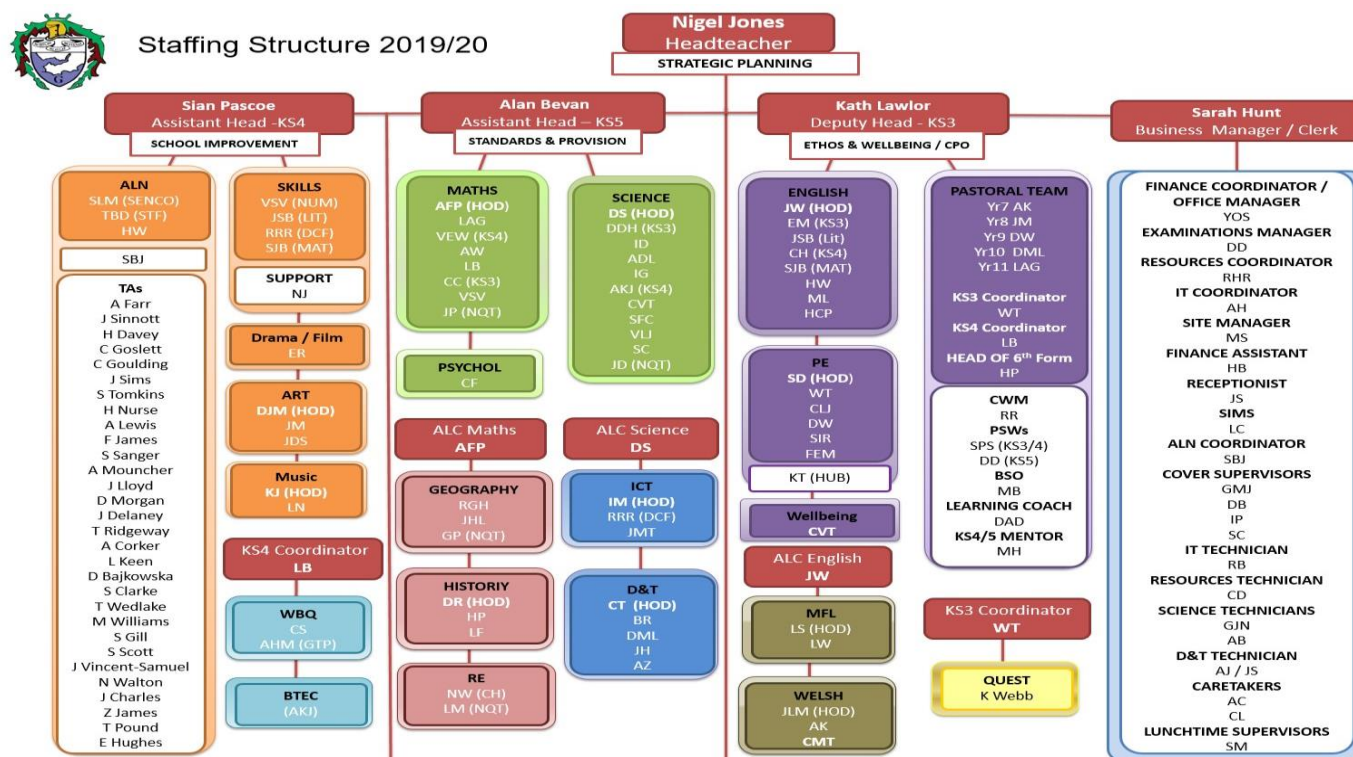 Staffing Structure 2019/20
Nigel Jones
Headteacher
STRATEGIC PLANNING
Sian Pascoe
Assistant Head -KS4
SCHOOL IMPROVEMENT
ALN
SLM (SENCO)
TBD (STF)
HW
SBJ
TAs
A Farr
J Sinnott
H Davey
C Goslett
C Goulding
J Sims
S Tomkins
H Nurse
A Lewis
F James
S Sanger
A Mouncher
J Lloyd
D Morgan
J Delaney
T Ridgeway
A Corker
L Keen
D Bajkowska
S Clarke
T Wedlake
M Williams
S Gill
S Scott
J Vincent-Samuel
N Walton
J Charles
Z James
T Pound
E Hughes
SKILLS
VSV (NUM)
JSB (LIT)
RRR (DCF)
SJB (MAT)
SUPPORT
NJ
Drama / Film
ER
ART
DJM (HOD)
JM
JDS
Music
KJ (HOD)
LN
KS4 Coordinator
LB
WBQ
CS
AHM (GTP)
BTEC
(AKJ)
Alan Bevan
Assistant Head – KS5
STANDARDS & PROVISION
MATHS
AFP (HOD)
LAG
VEW (KS4)
AW
LB
CC (KS3)
VSV
JP (NQT)
PSYCHOL
CF
ALC Maths
AFP
GEOGRAPHY
RGH
JHL
GP (NQT)
HISTORIY
DR (HOD)
HP
LF
RE
NW (CH)
LM (NQT)
SCIENCE
DS (HOD)
DDH (KS3)
ID
ADL
IG
AKJ (KS4)
CVT
SFC
VLJ
SC
JD (NQT)
ALC Science
DS
ICT
IM (HOD)
RRR (DCF)
JMT
D&T
CT (HOD)
BR
DML
JH
AZ
Kath Lawlor
Deputy Head - KS3
ETHOS & WELLBEING / CPO
ENGLISH
JW (HOD)
EM (KS3)
JSB (Lit)
CH (KS4)
SJB (MAT)
HW
ML
HCP
PE
SD (HOD)
WT
CLJ
DW
SIR
FEM
KT (HUB)
Wellbeing
CVT
ALC English
JW
MFL
LS (HOD)
LW
WELSH
JLM (HOD)
AK
CMT
PASTORAL TEAM
Yr7 AK
Yr8 JM
Yr9 DW
Yr10 DML
Yr11 LAG
KS3 Coordinator
WT
KS4 Coordinator
LB
HEAD OF 6th Form
HP
CWM
RR
PSWs
SPS (KS3/4)
DD (KS5)
BSO
MB
LEARNING COACH
DAD
KS4/5 MENTOR
MH
KS3 Coordinator
WT
QUEST
K Webb
Sarah Hunt
Business Manager / Clerk
FINANCE COORDINATOR /
OFFICE MANAGER
YOS
EXAMINATIONS MANAGER
DD
RESOURCES COORDINATOR
RHR
IT COORDINATOR
AH
SITE MANAGER
MS
FINANCE ASSISTANT
HB
RECEPTIONIST
JS
SIMS
LC
ALN COORDINATOR
SBJ
COVER SUPERVISORS
GMJ
DB
IP
SC
IT TECHNICIAN
RB
RESOURCES TECHNICIAN
CD
SCIENCE TECHNICIANS
GJN
AB
D&T TECHNICIAN
AJ / JS
CARETAKERS
AC
CL
LUNCHTIME SUPERVISORS
SM